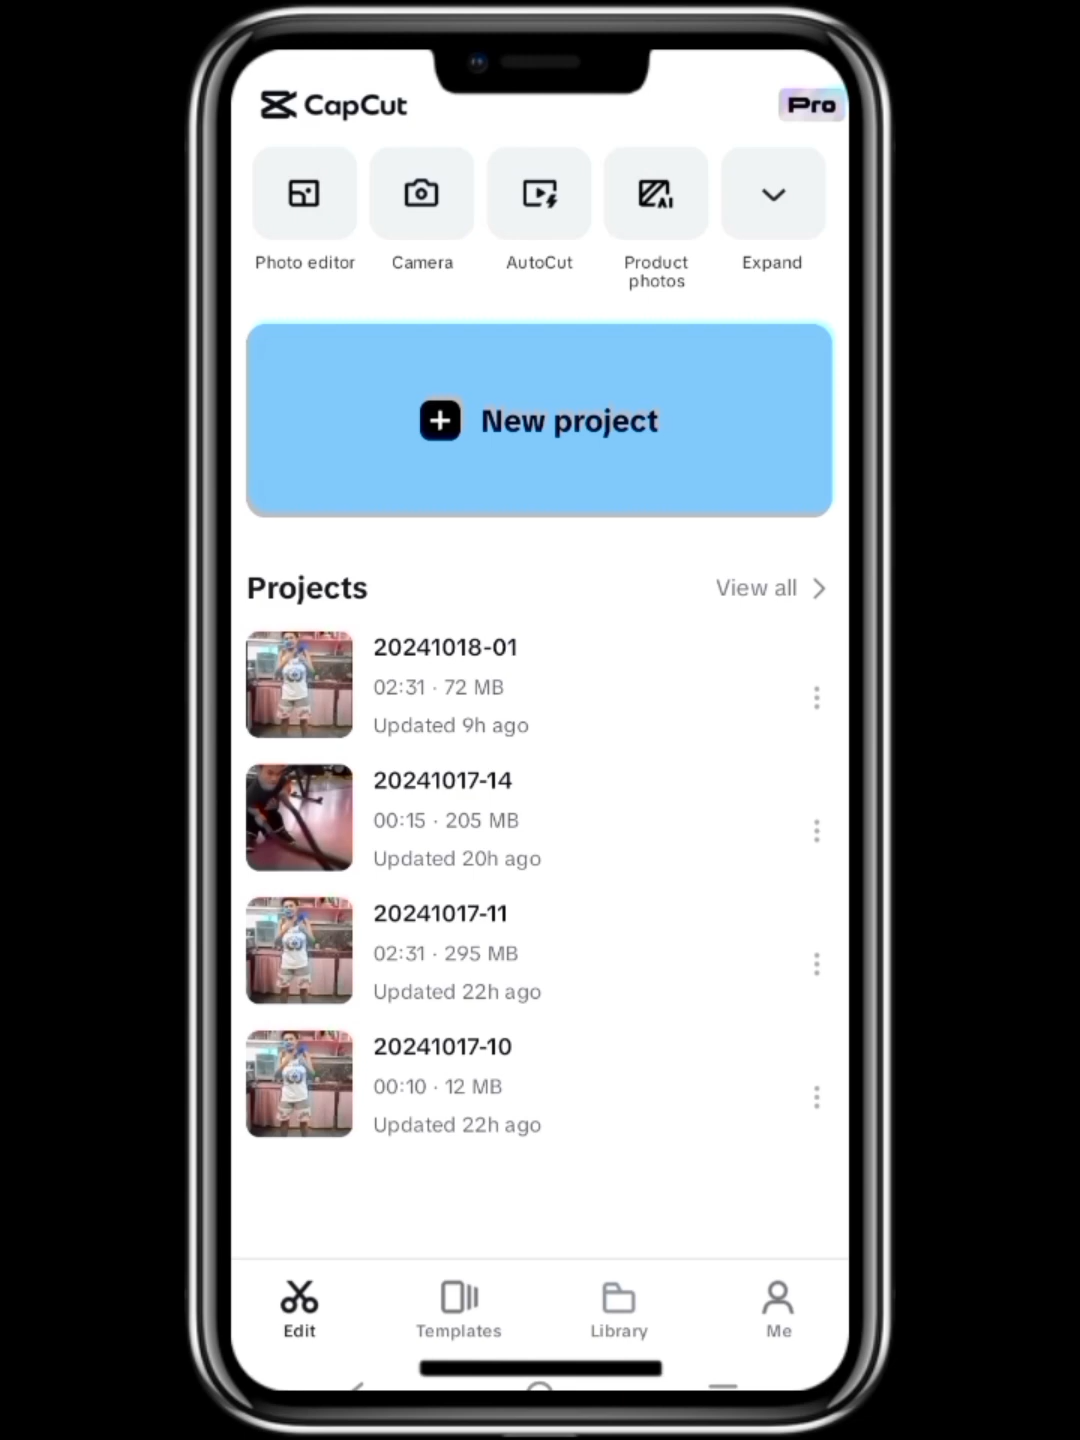 CapCut
Pro
Photo editor
Camera
AutoCut
Product
photos
Expand
New project
Projects
View all
20241018-01
02:31 · 72 MB
Updated 9h ago
20241017-14
00:15 · 205 MB
Updated 20h ago
20241017-11
02:31 · 295 MB
Updated 22h ago
20241017-10
00:10 · 12 MB
Updated 22h ago
Edit
Templates
Library
Me